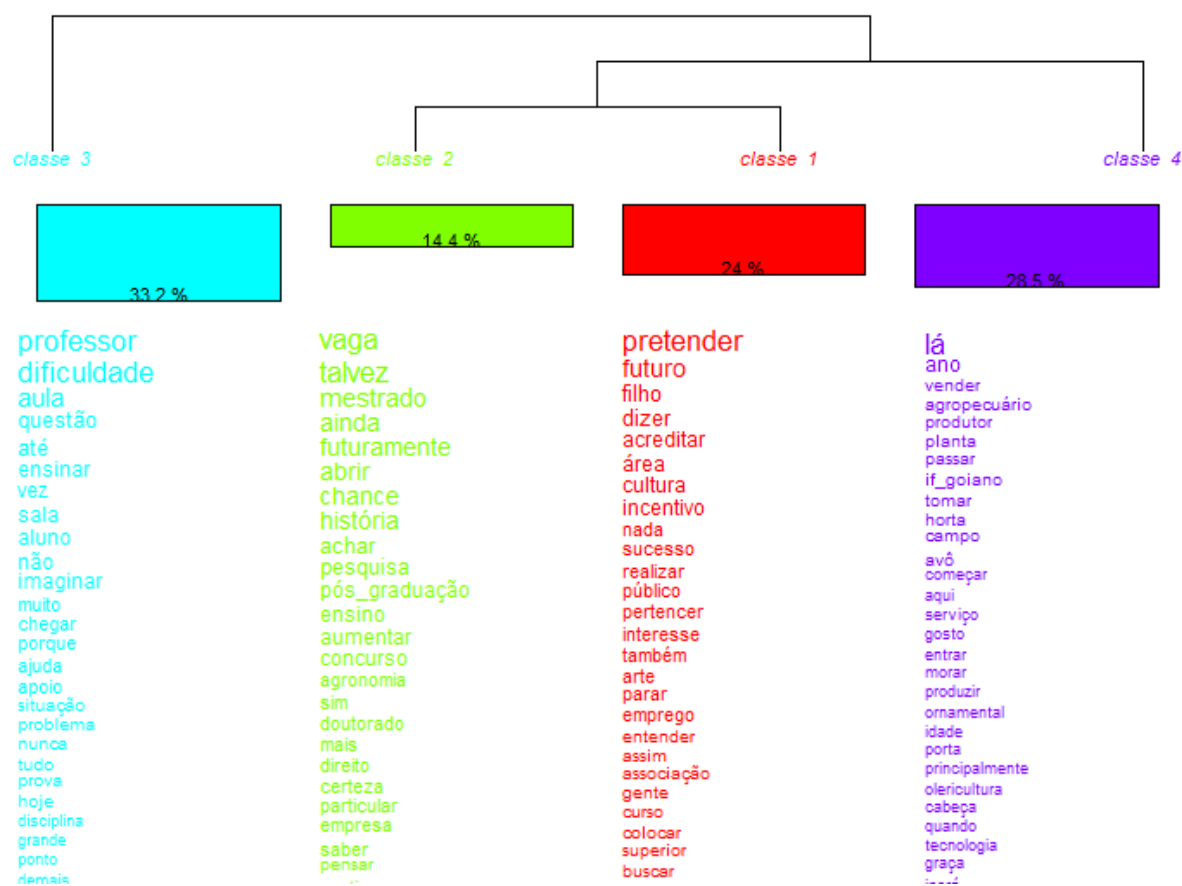 classe 3
classe 2
classe 1
classe 4
33.2 %
14.4 %
24 %
28.5 %
professor
dificuldade
aula
questão
até
ensinar
vez
sala
aluno
não
imaginar
muito
chegar
porque
ajuda
apoio
situação
problema
nunca
tudo
prova
hoje
disciplina
grande
ponto
demais
vaga
talvez
mestrado
ainda
futuramente
abrir
chance
história
achar
pesquisa
pós_graduação
ensino
aumentar
concurso
agronomia
sim
doutorado
mais
direito
certeza
particular
empresa
saber
pensar
pretender
futuro
filho
dizer
acreditar
área
cultura
incentivo
nada
sucesso
realizar
público
pertencer
interesse
também
arte
parar
emprego
entender
assim
associação
gente
curso
colocar
superior
buscar
lá
ano
vender
agropecuário
produtor
planta
passar
if_goiano
tomar
horta
campo
avô
começar
aqui
serviço
gosto
entrar
morar
produzir
ornamental
idade
porta
principalmente
olericultura
cabeça
quando
tecnologia
graça